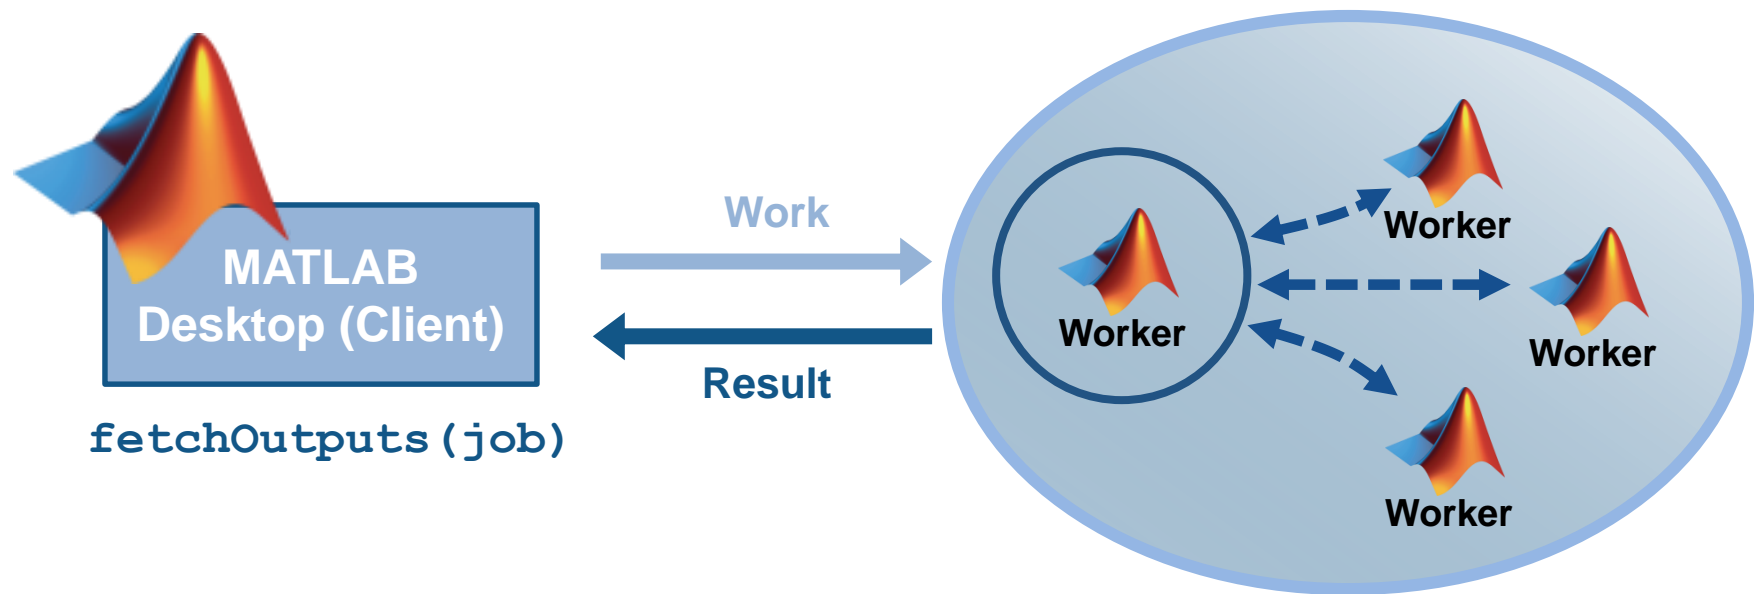 MATLAB
Desktop (Client)
fetchOutputs(job)
Work
Result
Worker
Worker
Worker
Worker